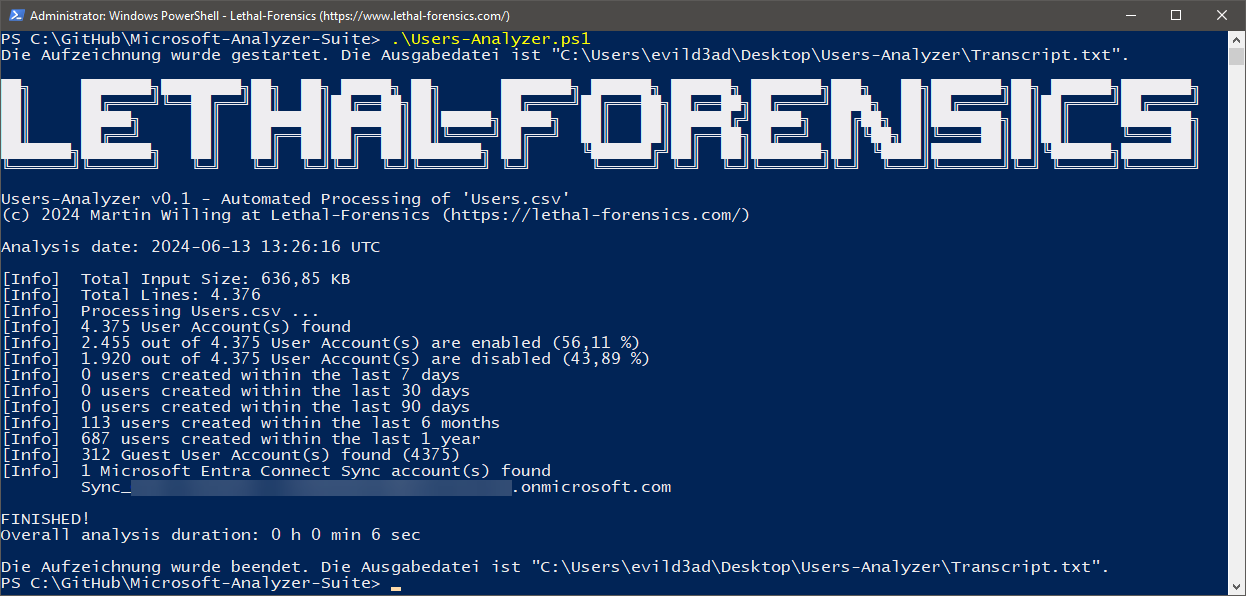 Administrator: Windows PowerShell - Lethal-Forensics (https://www.lethal-forensics.com/)
PS C:\GitHub\Microsoft-Analyzer-Suite> .\Users-Analyzer.ps1
Die Aufzeichnung wurde gestartet. Die Ausgabedatei ist "C:\Users\evild3ad\Desktop\Users-Analyzer\Transcript.txt".
LETHAL-FORENSICS
Users-Analyzer v0.1 - Automated Processing of 'Users.csv'
(c) 2024 Martin Willing at Lethal-Forensics (https://lethal-forensics.com/)
Analysis date: 2024-06-13 13:26:16 UTC
[Info]  Total Input Size: 636,85 KB
[Info]  Total Lines: 4.376
[Info]  Processing Users.csv ...
[Info]  4.375 User Account(s) found
[Info]  2.455 out of 4.375 User Account(s) are enabled (56,11 %)
[Info]  1.920 out of 4.375 User Account(s) are disabled (43,89 %)
[Info]  0 users created within the last 7 days
[Info]  0 users created within the last 30 days
[Info]  0 users created within the last 90 days
[Info]  113 users created within the last 6 months
[Info]  687 users created within the last 1 year
[Info]  312 Guest User Account(s) found (4375)
[Info]  1 Microsoft Entra Connect Sync account(s) found
Sync_ .onmicrosoft.com
FINISHED!
Overall analysis duration: 0 h 0 min 6 sec
Die Aufzeichnung wurde beendet. Die Ausgabedatei ist "C:\Users\evild3ad\Desktop\Users-Analyzer\Transcript.txt".
PS C:\GitHub\Microsoft-Analyzer-Suite>